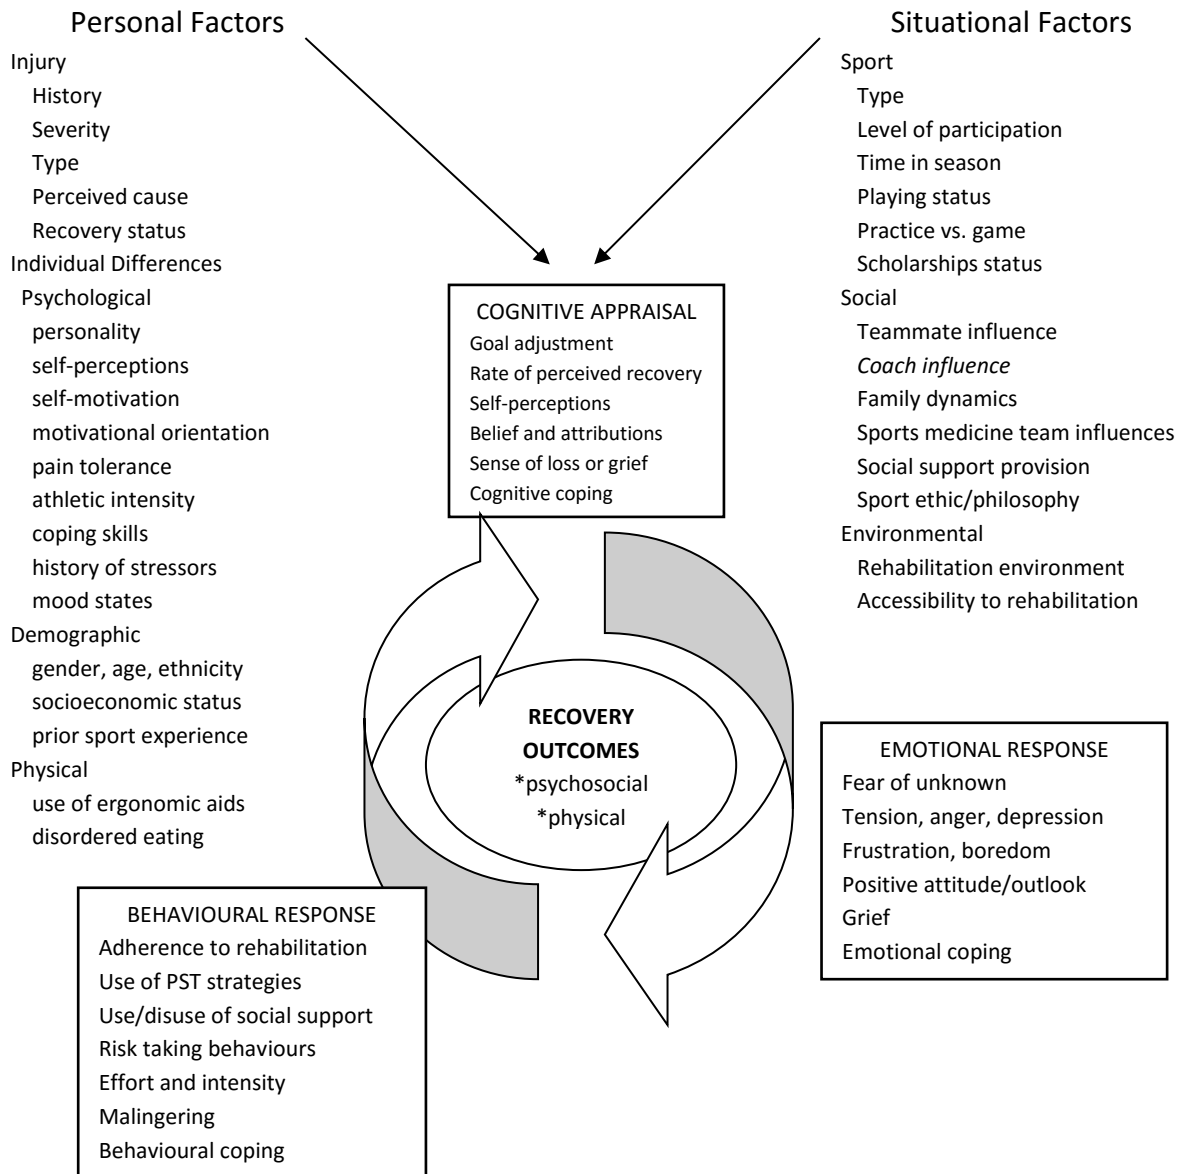 Personal Factors
Injury
History
Severity
Type
Perceived cause
Recovery status
Individual Differences
Psychological
personality
self-perceptions
self-motivation
motivational orientation
pain tolerance
athletic intensity
coping skills
history of stressors
mood states
Demographic
gender, age, ethnicity
socioeconomic status
prior sport experience
Physical
use of ergonomic aids
disordered eating
Situational Factors
Sport
Type
Level of participation
Time in season
Playing status
Practice vs. game
Scholarships status
Social
Teammate influence
Coach influence
Family dynamics
Sports medicine team influences
Social support provision
Sport ethic/philosophy
Environmental
Rehabilitation environment
Accessibility to rehabilitation
COGNITIVE APPRAISAL
Goal adjustment
Rate of perceived recovery
Self-perceptions
Belief and attributions
Sense of loss or grief
Cognitive coping
RECOVERY
OUTCOMES
*psychosocial
*physical
EMOTIONAL RESPONSE
Fear of unknown
Tension, anger, depression
Frustration, boredom
Positive attitude/outlook
Grief
Emotional coping
BEHAVIOURAL RESPONSE
Adherence to rehabilitation
Use of PST strategies
Use/disuse of social support
Risk taking behaviours
Effort and intensity
Malingering
Behavioural coping